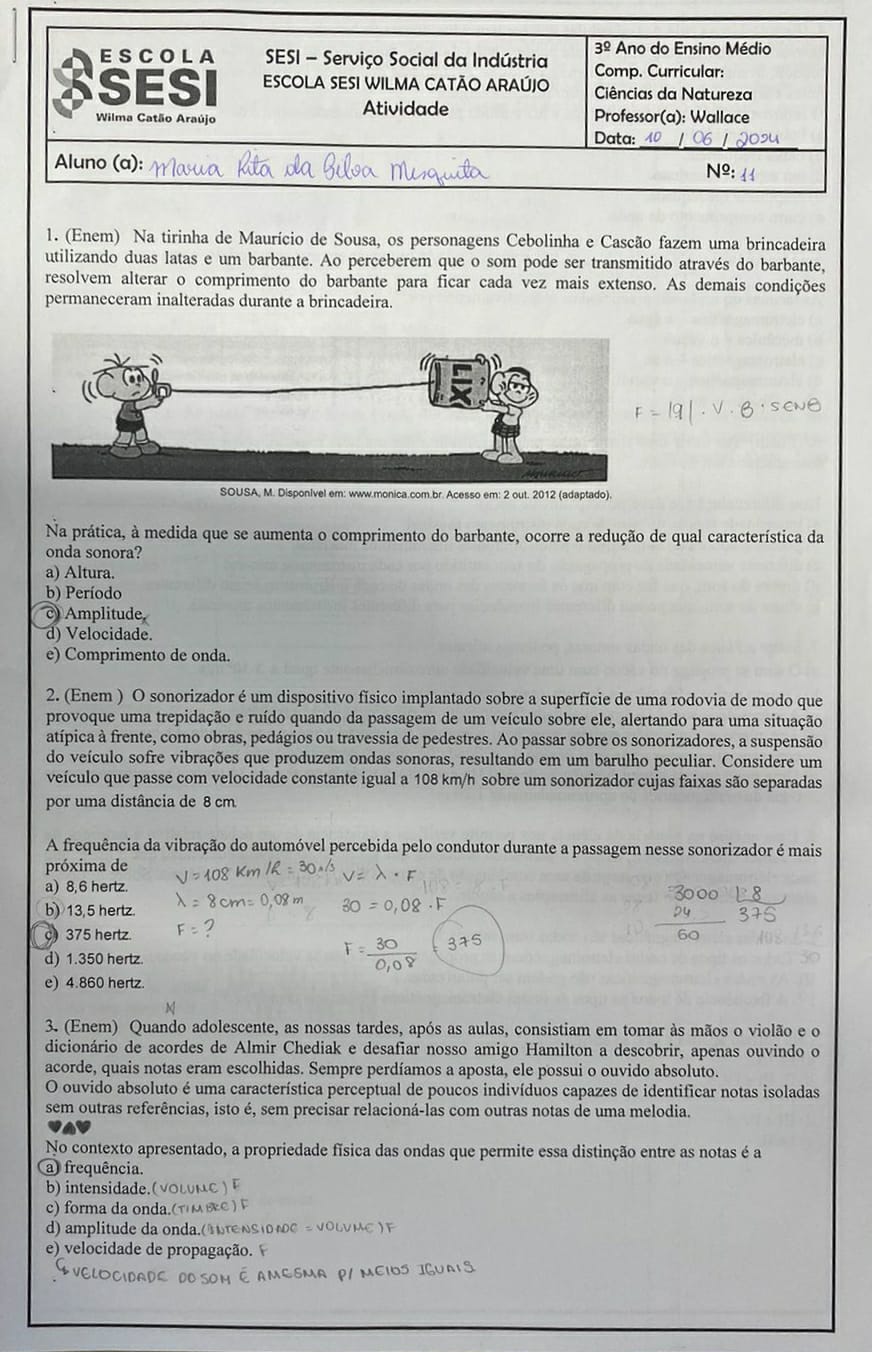 ESCOLA
SESI
Wilma Catão Araújo
SESI – Serviço Social da Indústria
ESCOLA SESI WILMA CATÃO ARAÚJO
Atividade
3º Ano do Ensino Médio
Comp. Curricular:
Ciências da Natureza
Professor(a): Wallace
Data: 10 / 06 / 2024
Aluno (a): Maria Rita da Mesquita
Nº: 11
1. (Enem) Na tirinha de Maurício de Sousa, os personagens Cebolinha e Cascão fazem uma brincadeira
utilizando duas latas e um barbante. Ao perceberem que o som pode ser transmitido através do barbante,
resolvem alterar o comprimento do barbante para ficar cada vez mais extenso. As demais condições
permaneceram inalteradas durante a brincadeira.
LIX
F = |q| . V . B . SENθ
SOUSA, M. Disponível em: www.monica.com.br. Acesso em: 2 out. 2012 (adaptado).
Na prática, à medida que se aumenta o comprimento do barbante, ocorre a redução de qual característica da
onda sonora?
a) Altura.
b) Período
c) Amplitude.
d) Velocidade.
e) Comprimento de onda.
2. (Enem ) O sonorizador é um dispositivo físico implantado sobre a superfície de uma rodovia de modo que
provoque uma trepidação e ruído quando da passagem de um veículo sobre ele, alertando para uma situação
atípica à frente, como obras, pedágios ou travessia de pedestres. Ao passar sobre os sonorizadores, a suspensão
do veículo sofre vibrações que produzem ondas sonoras, resultando em um barulho peculiar. Considere um
veículo que passe com velocidade constante igual a 108 km/h sobre um sonorizador cujas faixas são separadas
por uma distância de 8 cm.
A frequência da vibração do automóvel percebida pelo condutor durante a passagem nesse sonorizador é mais
próxima de
a) 8,6 hertz.
b) 13,5 hertz.
c) 375 hertz.
d) 1.350 hertz.
e) 4.860 hertz.
V = 108 Km/h = 30m/s
λ = 8cm = 0,08m
F = ?
V = λ . F
30 = 0,08 . F
F = 30 = 375
0,08
3000 8
24 375
60
3. (Enem) Quando adolescente, as nossas tardes, após as aulas, consistiam em tomar às mãos o violão e o
dicionário de acordes de Almir Chediak e desafiar nosso amigo Hamilton a descobrir, apenas ouvindo o
acorde, quais notas eram escolhidas. Sempre perdíamos a aposta, ele possui o ouvido absoluto.
O ouvido absoluto é uma característica perceptual de poucos indivíduos capazes de identificar notas isoladas
sem outras referências, isto é, sem precisar relacioná-las com outras notas de uma melodia.
No contexto apresentado, a propriedade física das ondas que permite essa distinção entre as notas é a
a) frequência.
b) intensidade. (VOLUME) F
c) forma da onda. (TIMBRE) F
d) amplitude da onda. (INTENSIDADE = VOLUME) F
e) velocidade de propagação. F
VELOCIDADE DO SOM É A MESMA P/ MEIOS IGUAIS